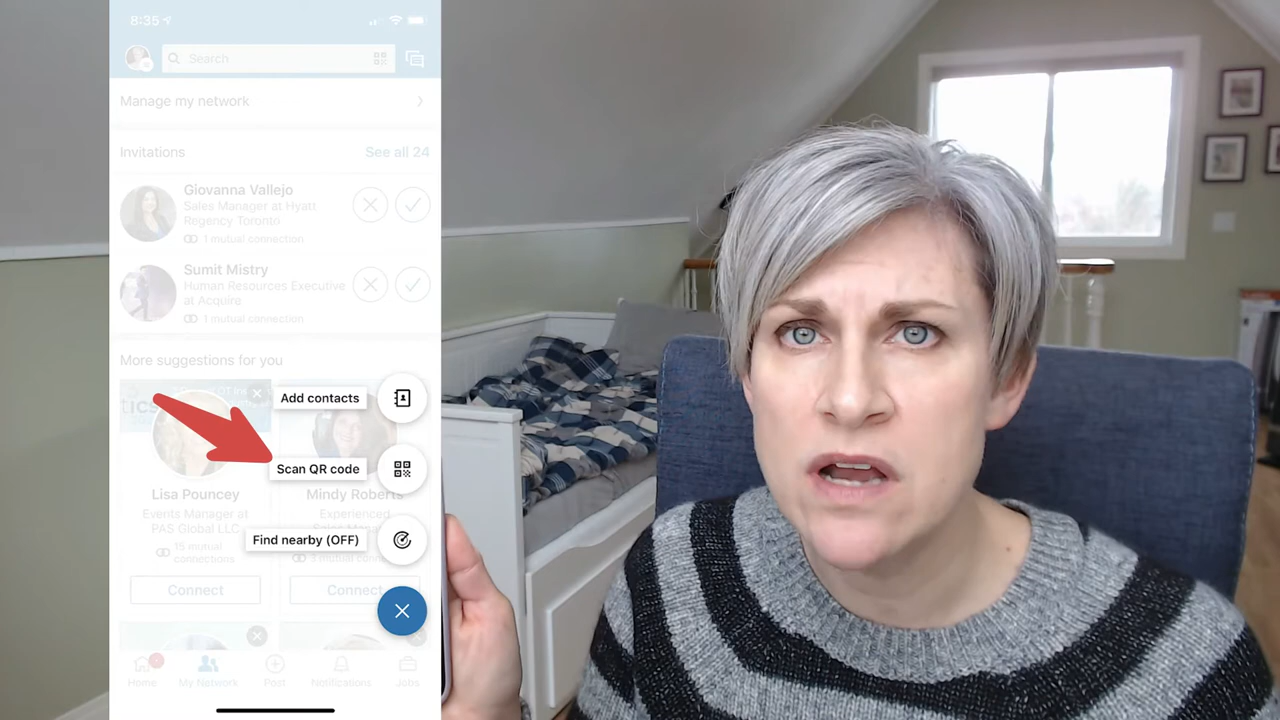 8:35
Search
Manage my network
Invitations
See all 24
Giovanna Vallejo
Sales Manager at Hyatt
Regency Toronto
1 mutual connection
Sumit Mistry
Human Resources Executive
at Acquire
1 mutual connection
More suggestions for you
Add contacts
Scan QR code
Lisa Pouncey
Mindy Roberts
Events Manager at
PAS Global LLC
Experienced
15 mutual
connections
Find nearby (OFF)
Connect
Connect
Home
My Network
Post
Notifications
Jobs